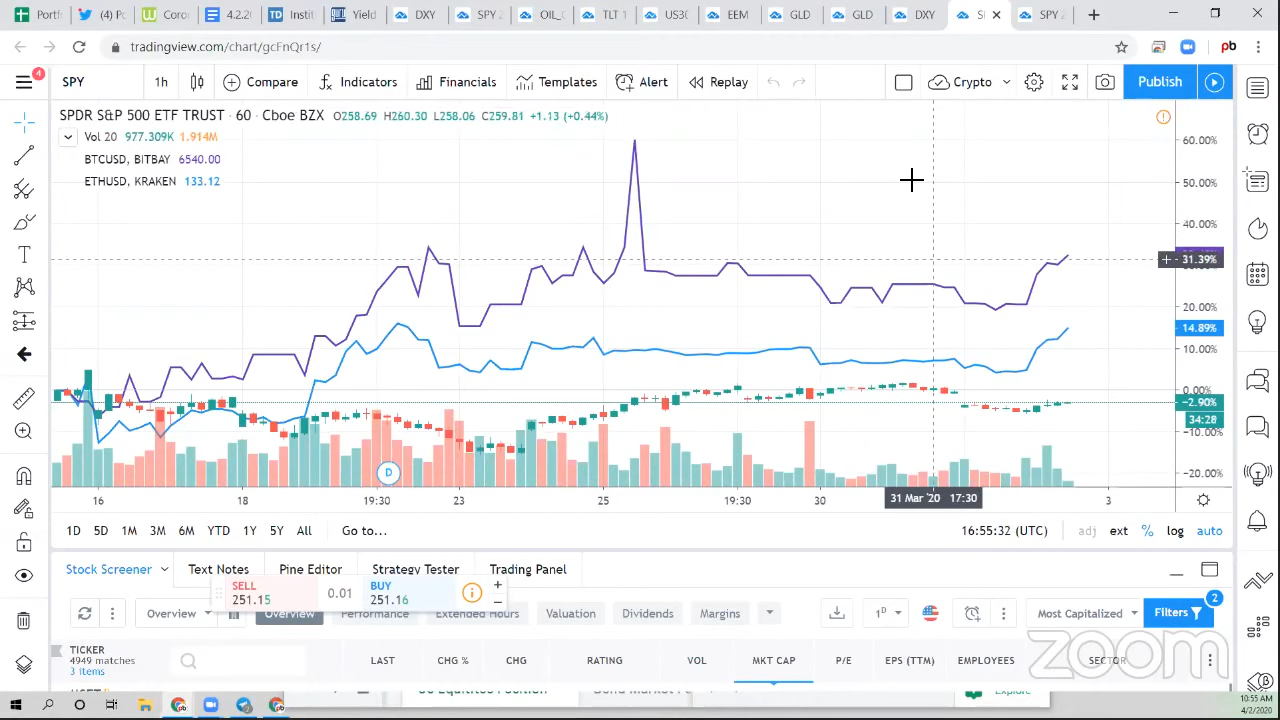 Portf
(4) Pc
Coro
4.2.20
Instit
Yield
DXY
SPY 2
OIL_C
TLT 1
US30
EEM
GLD
GLD
DXY
SPY 2
tradingview.com/chart/gcFnQr1s/
pb
4
SPY
1h
Compare
Indicators
Financials
Templates
Alert
Replay
Crypto
Publish
SPDR S&P 500 ETF TRUST · 60 · Cboe BZX O258.69 H260.30 L258.06 C259.81 +1.13 (+0.44%)
Vol 20 977.309K 1.914M
BTCUSD, BITBAY 6540.00
ETHUSD, KRAKEN 133.12
60.00%
50.00%
40.00%
31.39%
20.00%
14.89%
10.00%
0.00%
−2.90%
34:28
−10.00%
−20.00%
D
16
18
19:30
23
25
19:30
30
31 Mar '20 17:30
3
1D 5D 1M 3M 6M YTD 1Y 5Y All Go to...
16:55:32 (UTC) adj ext % log auto
Stock Screener Text Notes Pine Editor Strategy Tester Trading Panel
SELL
251.15
0.01
BUY
251.16
Overview Overview Performance Extended Hours Valuation Dividends Margins
1D
Most Capitalized
Filters
2
TICKER
4949 matches
3 items
LAST CHG % CHG RATING VOL MKT CAP P/E EPS (TTM) EMPLOYEES SECTOR
zoom
Explore
10:55 AM
4/2/2020